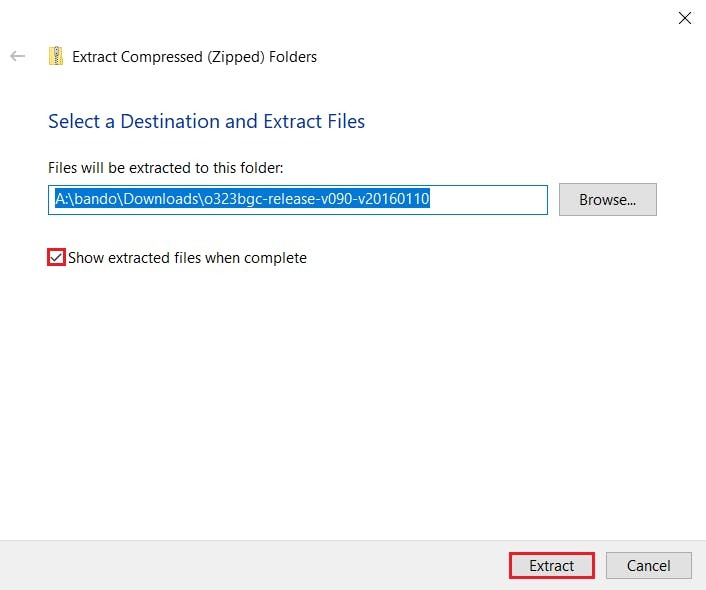 Extract Compressed (Zipped) Folders
Select a Destination and Extract Files
Files will be extracted to this folder:
A:\bando\Downloads\o323bgc-release-v090-v20160110
Browse...
Show extracted files when complete
Extract
Cancel